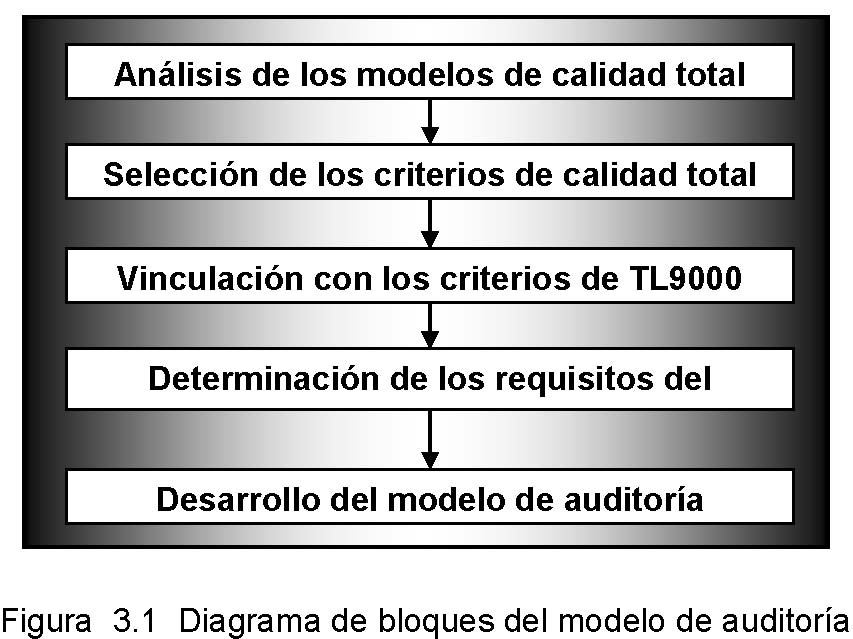 Análisis de los modelos de calidad total
Selección de los criterios de calidad total
Vinculación con los criterios de TL9000
Determinación de los requisitos del
Desarrollo del modelo de auditoría
Figura 3.1 Diagrama de bloques del modelo de auditoría